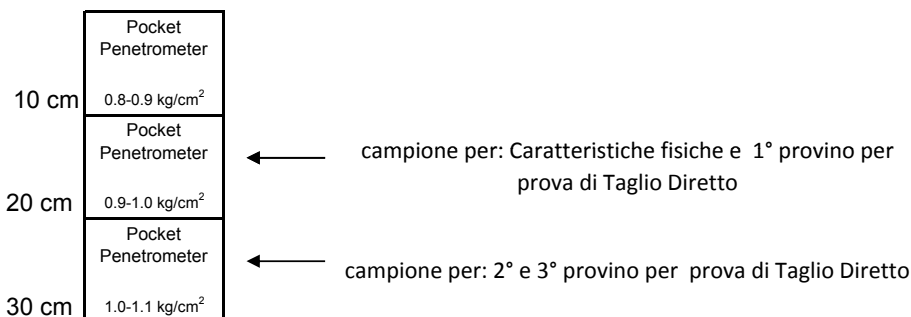 Pocket
Penetrometer
10 cm
0.8-0.9 kg/cm²
Pocket
Penetrometer
campione per: Caratteristiche fisiche e 1° provino per
prova di Taglio Diretto
20 cm
0.9-1.0 kg/cm²
Pocket
Penetrometer
campione per: 2° e 3° provino per prova di Taglio Diretto
30 cm
1.0-1.1 kg/cm²